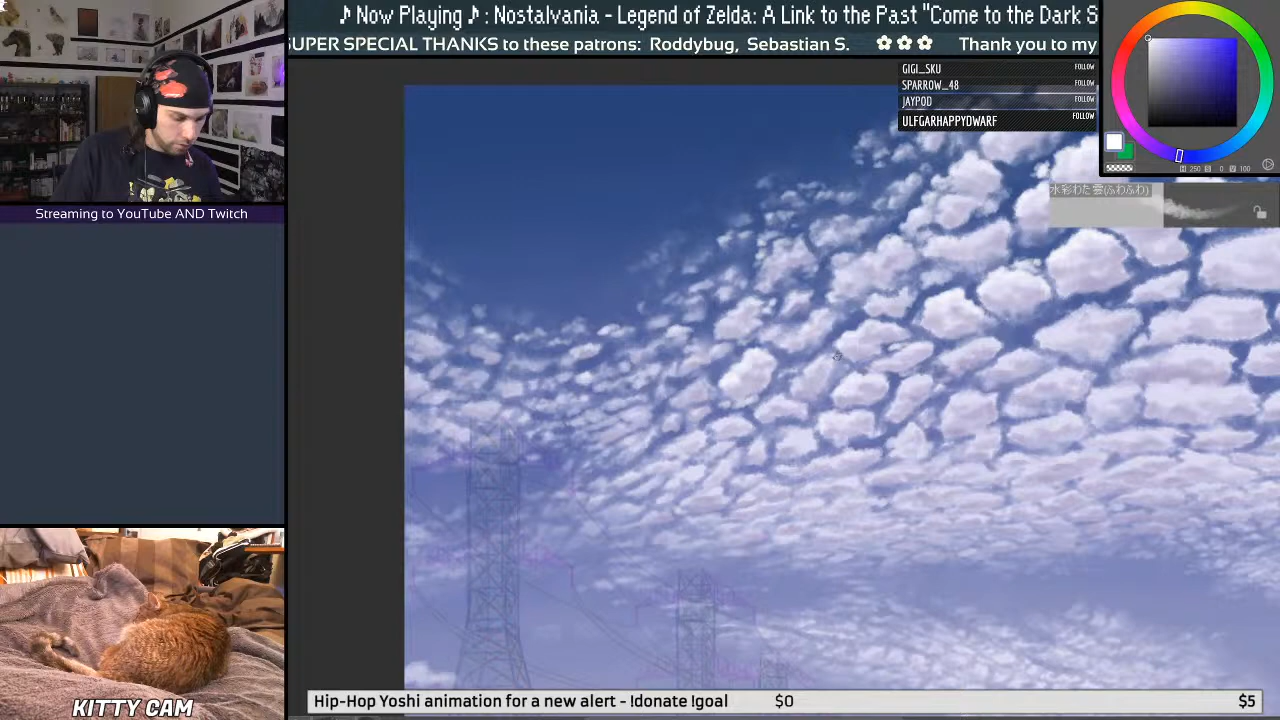 ♪ Now Playing ♪ : Nostalvania - Legend of Zelda: A Link to the Past "Come to the Dark S
SUPER SPECIAL THANKS to these patrons: Roddybug, Sebastian S. ✿ ✿ ✿ Thank you to my
GIGI_SKU FOLLOW
SPARROW_48 FOLLOW
JAYPOD FOLLOW
ULFGARHAPPYDWARF FOLLOW
水彩わた雲(ふわふわ)
Streaming to YouTube AND Twitch
KITTY CAM
Hip-Hop Yoshi animation for a new alert - !donate !goal $0 $5